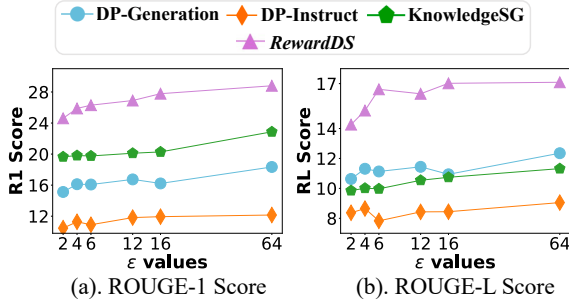 DP-Generation DP-Instruct KnowledgeSG
RewardDS
R1 Score
28
24
20
16
12
2 4 6 12 16 64
ε values
(a). ROUGE-1 Score
RL Score
17
14
12
10
8
2 4 6 12 16 64
ε values
(b). ROUGE-L Score